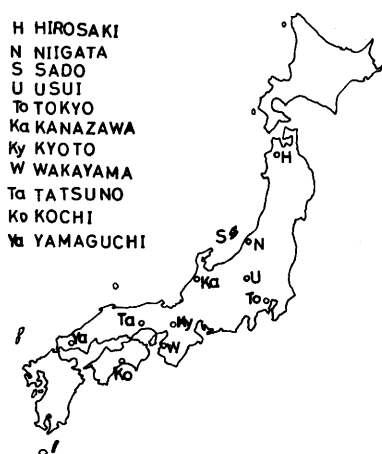 H HIROSAKI
N NIIGATA
S SADO
U USUI
To TOKYO
Ka KANAZAWA
Ky KYOTO
W WAKAYAMA
Ta TATSUNO
Ko KOCHI
Ya YAMAGUCHI
H
S
N
Ka
U
To
Ta
Ky
Ya
W
Ko